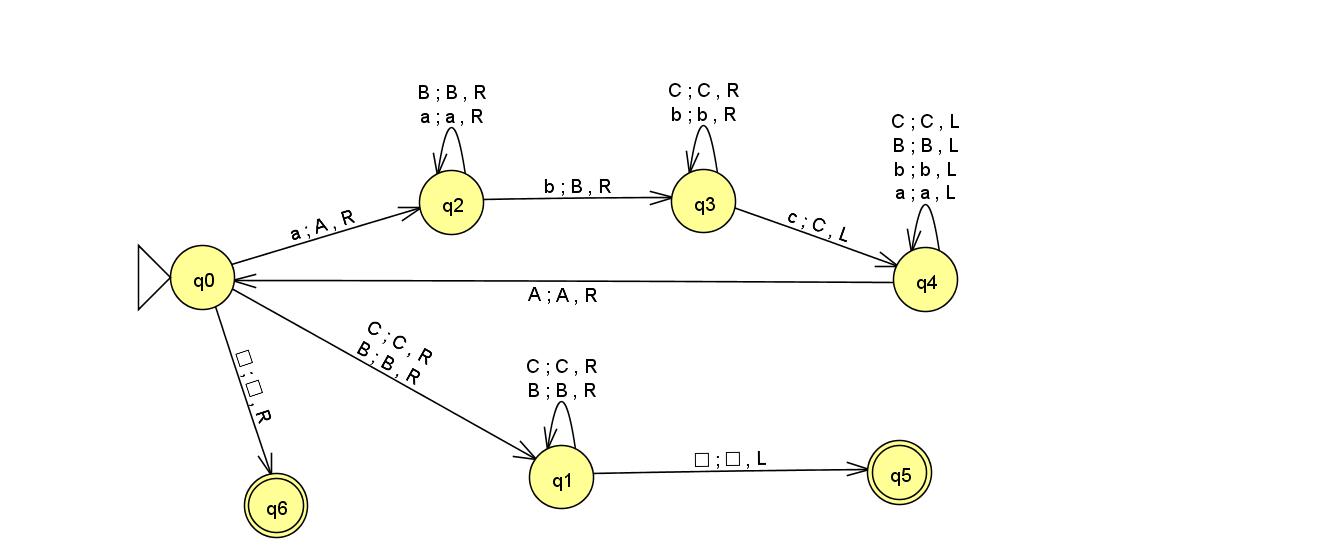 B ; B , R
a ; a , R
C ; C , R
b ; b , R
C ; C , L
B ; B , L
b ; b , L
a ; a , L
q2
b ; B , R
q3
a ; A , R
c ; C , L
q0
q4
A ; A , R
C ; C , R
B ; B , R
□ ; □ , R
C ; C , R
B ; B , R
q1
□ ; □ , L
q5
q6